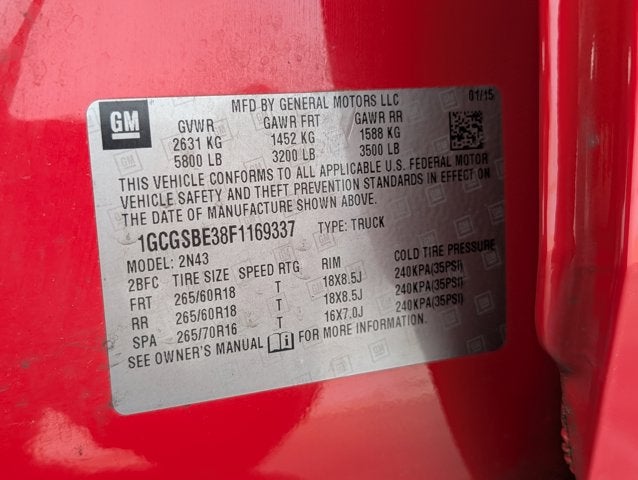 GM
MFD BY GENERAL MOTORS LLC 01/15
GVWR GAWR FRT GAWR RR
2631 KG 1452 KG 1588 KG
5800 LB 3200 LB 3500 LB
THIS VEHICLE CONFORMS TO ALL APPLICABLE U.S. FEDERAL MOTOR
VEHICLE SAFETY AND THEFT PREVENTION STANDARDS IN EFFECT ON
THE DATE OF MANUFACTURE SHOWN ABOVE.
1GCGSBE38F1169337 TYPE: TRUCK
MODEL: 2N43
2BFC TIRE SIZE SPEED RTG RIM COLD TIRE PRESSURE
FRT 265/60R18 T 18X8.5J 240KPA(35PSI)
RR 265/60R18 T 18X8.5J 240KPA(35PSI)
SPA 265/70R16 T 16X7.0J 240KPA(35PSI)
SEE OWNER'S MANUAL i FOR MORE INFORMATION.